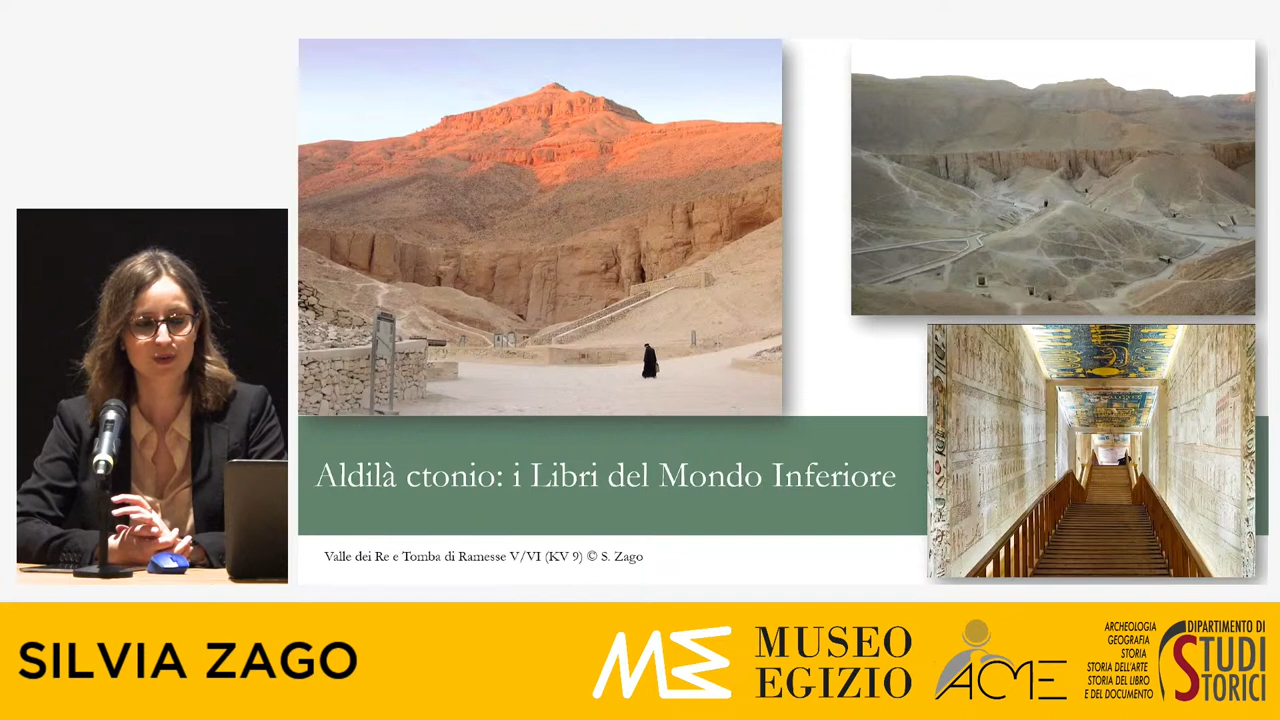 Aldilà ctonio: i Libri del Mondo Inferiore
Valle dei Re e Tomba di Ramesse V/VI (KV 9) © S. Zago
SILVIA ZAGO
ME
MUSEO
EGIZIO
ACME
ARCHEOLOGIA
GEOGRAFIA
STORIA
STORIA DELL'ARTE
STORIA DEL LIBRO
E DEL DOCUMENTO
DIPARTIMENTO DI
STUDI
STORICI